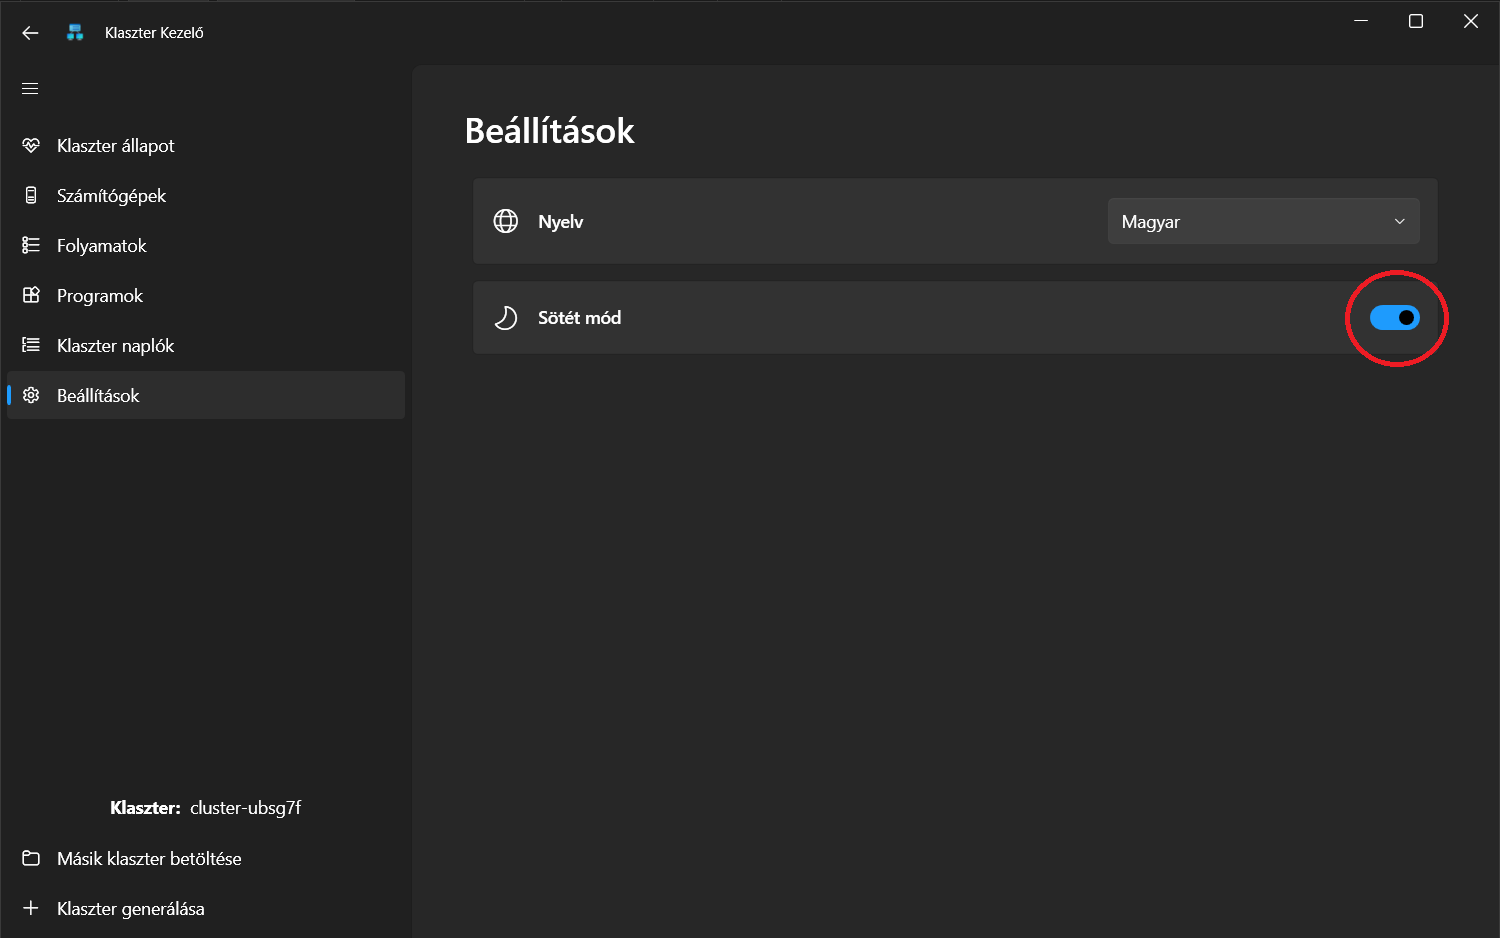 Klaszter Kezelő
Klaszter állapot
Számítógépek
Folyamatok
Programok
Klaszter naplók
Beállítások
Klaszter: cluster-ubsg7f
Másik klaszter betöltése
Klaszter generálása
Beállítások
Nyelv
Magyar
Sötét mód